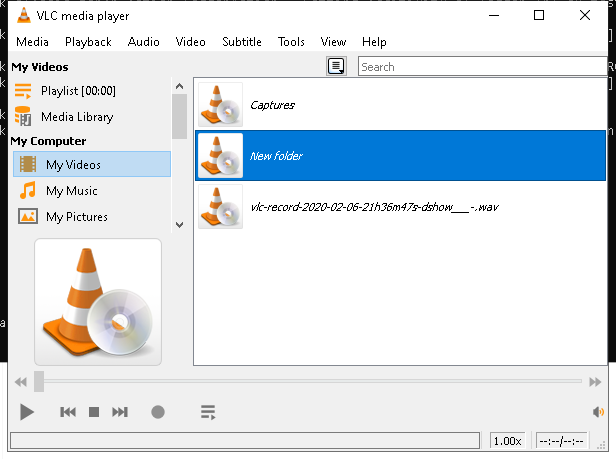 VLC media player
Media Playback Audio Video Subtitle Tools View Help
My Videos
Search
Playlist [00:00]
Media Library
My Computer
My Videos
My Music
My Pictures
Captures
New folder
vlc-record-2020-02-06-21h36m47s-dshow___-.wav
1.00x
--:--/--:--